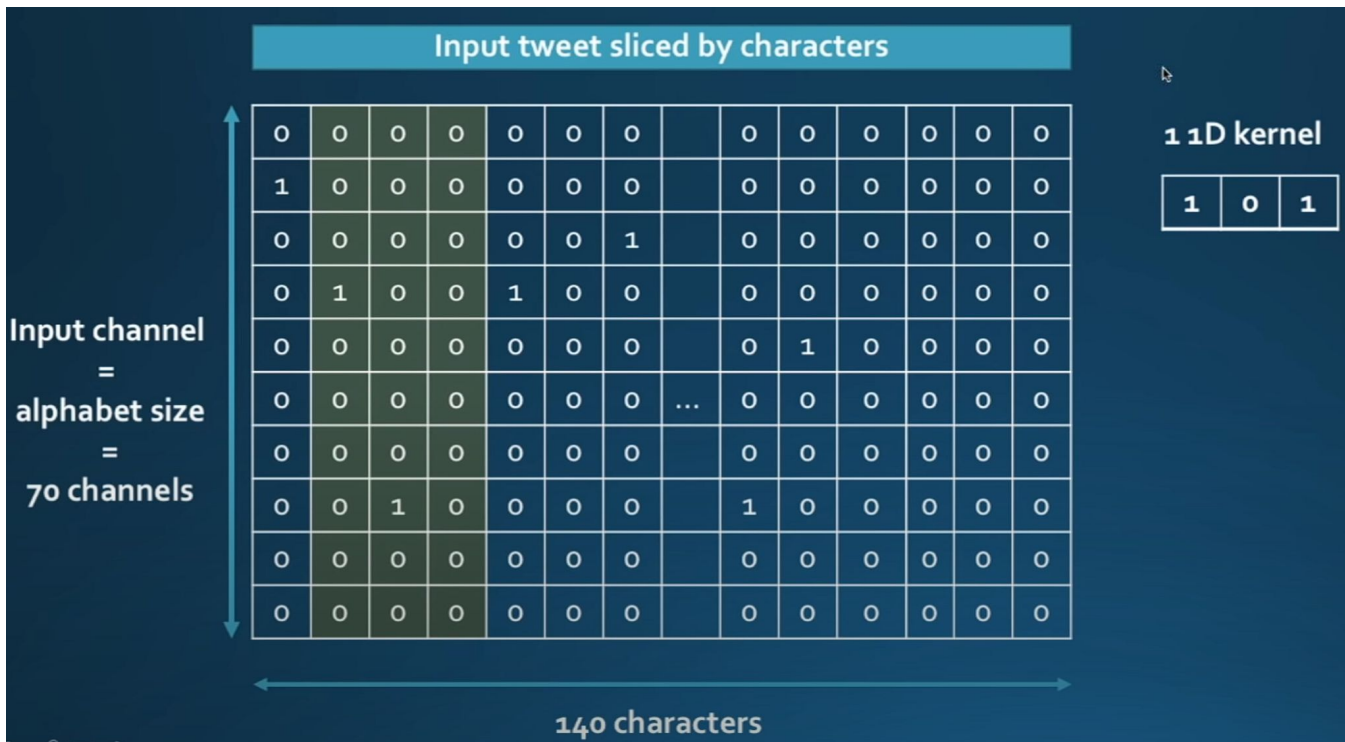 Input tweet sliced by characters
1 1D kernel
1 0 1
0 0 0 0 0 0 0 0 0 0 0 0 0
1 0 0 0 0 0 0 0 0 0 0 0 0
0 0 0 0 0 0 1 0 0 0 0 0 0
0 1 0 0 1 0 0 0 0 0 0 0 0
0 0 0 0 0 0 0 0 1 0 0 0 0
0 0 0 0 0 0 0 ... 0 0 0 0 0 0
0 0 0 0 0 0 0 0 0 0 0 0 0
0 0 1 0 0 0 0 1 0 0 0 0 0
0 0 0 0 0 0 0 0 0 0 0 0 0
0 0 0 0 0 0 0 0 0 0 0 0 0
Input channel
=
alphabet size
=
70 channels
140 characters